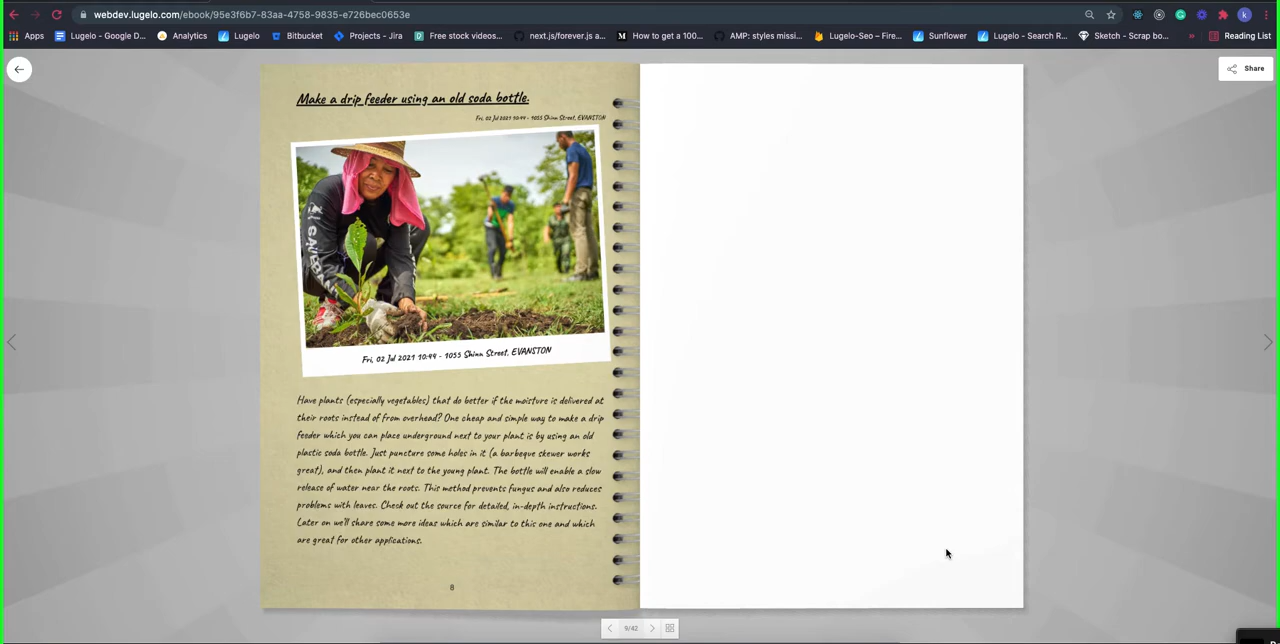 webdev.lugelo.com/ebook/95e3f6b7-83aa-4758-9835-e726bec0653e
Apps
Lugelo - Google D...
Analytics
Lugelo
Bitbucket
Projects - Jira
Free stock videos...
next.js/forever.js a...
How to get a 100...
AMP: styles missi...
Lugelo-Seo – Fire...
Sunflower
Lugelo - Search R...
Sketch - Scrap bo...
»
Reading List
Share
Make a drip feeder using an old soda bottle.
Fri, 02 Jul 2021 10:44 - 1055 Shinn Street, EVANSTON
Fri, 02 Jul 2021 10:44 - 1055 Shinn Street, EVANSTON
Have plants (especially vegetables) that do better if the moisture is delivered at
their roots instead of from overhead? One cheap and simple way to make a drip
feeder which you can place underground next to your plant is by using an old
plastic soda bottle. Just puncture some holes in it (a barbeque skewer works
great), and then plant it next to the young plant. The bottle will enable a slow
release of water near the roots. This method prevents fungus and also reduces
problems with leaves. Check out the source for detailed, in-depth instructions.
Later on we'll share some more ideas which are similar to this one and which
are great for other applications.
8
9/42